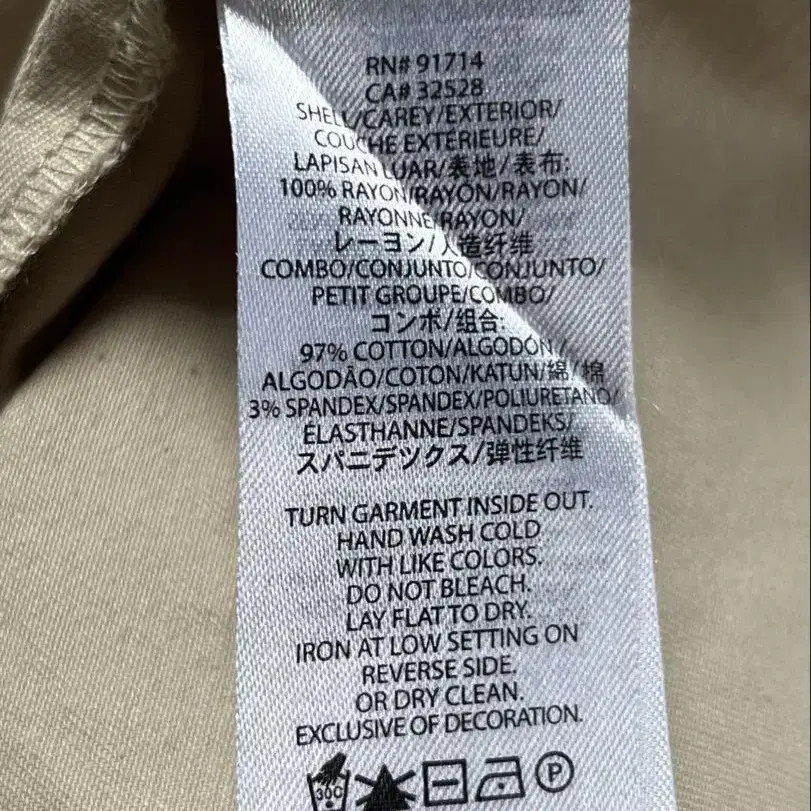 RN# 91714
CA# 32528
SHELL/CAREY/EXTERIOR/
COUCHE EXTÉRIEURE/
LAPISAN LUAR/表地/表布:
100% RAYON/RAYÓN/RAYON/
RAYONNE/RAYON/
レーヨン/人造纤维
COMBO/CONJUNTO/CONJUNTO/
PETIT GROUPE/COMBO/
コンボ/组合:
97% COTTON/ALGODÓN/
ALGODÃO/COTON/KATUN/綿/棉
3% SPANDEX/SPANDEX/POLIURETANO/
ÉLASTHANNE/SPANDEKS/
スパニデックス/弹性纤维
TURN GARMENT INSIDE OUT.
HAND WASH COLD
WITH LIKE COLORS.
DO NOT BLEACH.
LAY FLAT TO DRY.
IRON AT LOW SETTING ON
REVERSE SIDE.
OR DRY CLEAN.
EXCLUSIVE OF DECORATION.
30C P